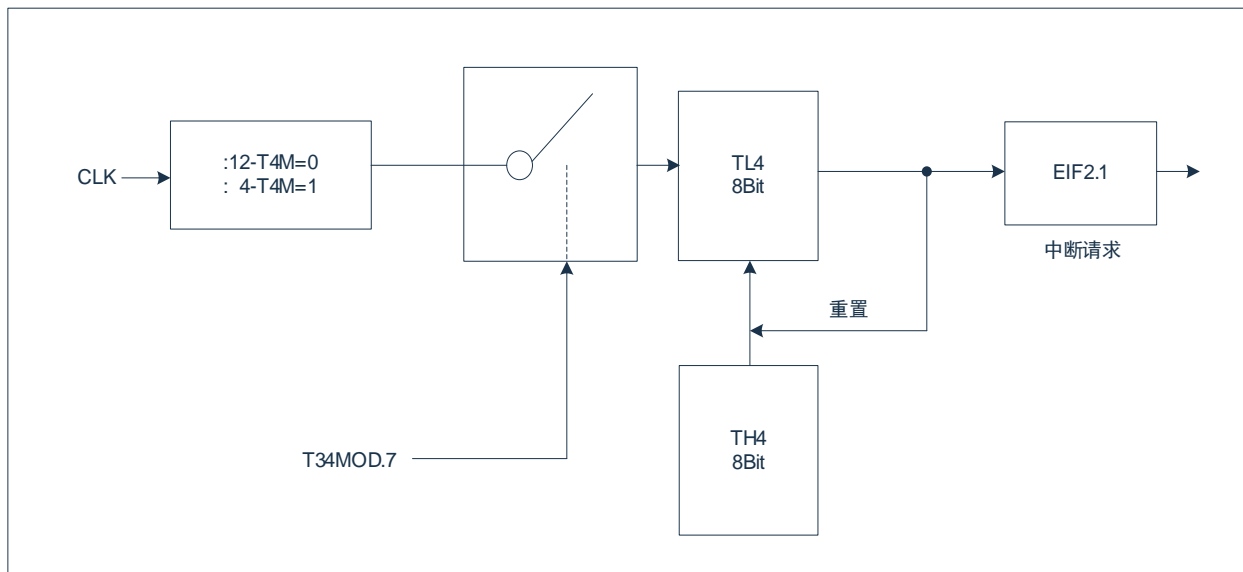 CLK
:12-T4M=0
: 4-T4M=1
TL4
8Bit
EIF2.1
中断请求
重置
TH4
8Bit
T34MOD.7